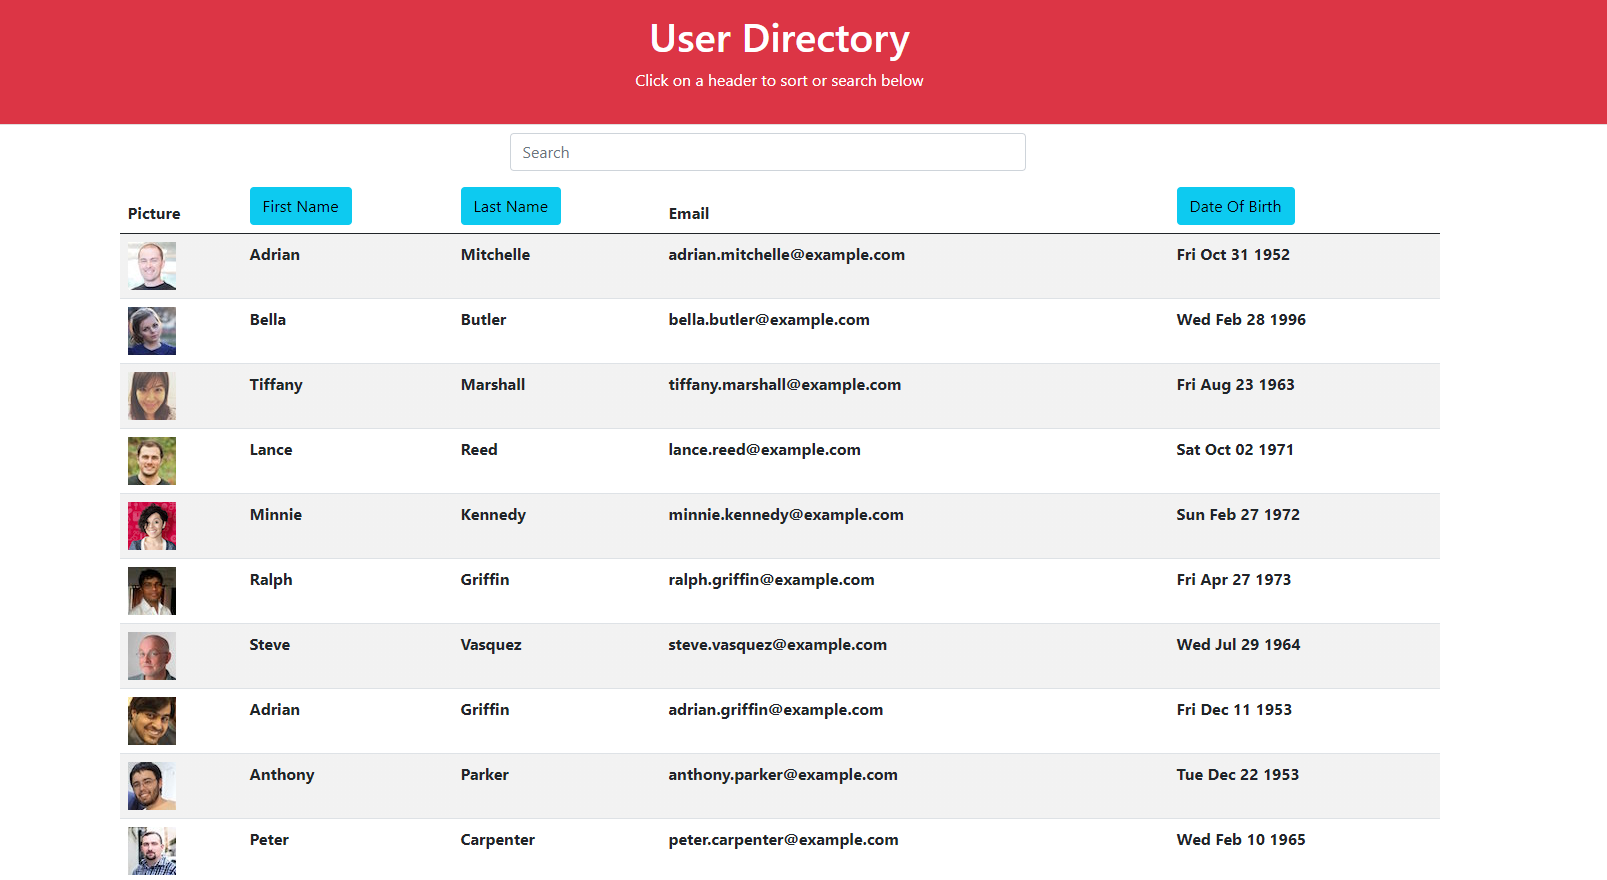 User Directory
Click on a header to sort or search below
Search
Picture First Name Last Name Email Date Of Birth
Adrian Mitchelle adrian.mitchelle@example.com Fri Oct 31 1952
Bella Butler bella.butler@example.com Wed Feb 28 1996
Tiffany Marshall tiffany.marshall@example.com Fri Aug 23 1963
Lance Reed lance.reed@example.com Sat Oct 02 1971
Minnie Kennedy minnie.kennedy@example.com Sun Feb 27 1972
Ralph Griffin ralph.griffin@example.com Fri Apr 27 1973
Steve Vasquez steve.vasquez@example.com Wed Jul 29 1964
Adrian Griffin adrian.griffin@example.com Fri Dec 11 1953
Anthony Parker anthony.parker@example.com Tue Dec 22 1953
Peter Carpenter peter.carpenter@example.com Wed Feb 10 1965